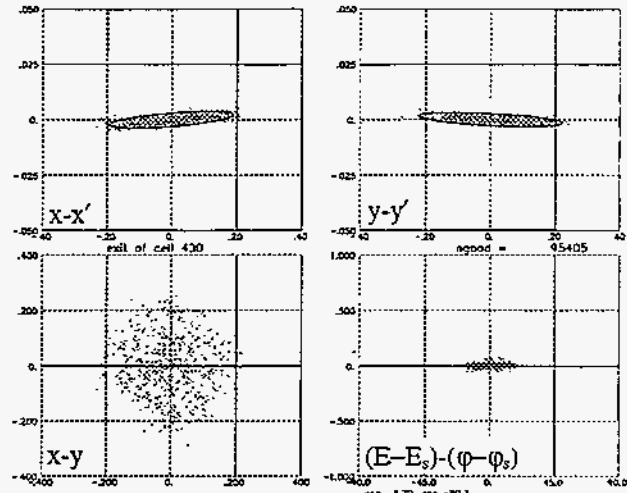 .050 .050
.025 .025
0. 0.
-.025 -.025
x-x′ y-y′
-.050 -.050
-.40 -.20 0. .20 .40 -.40 -.20 0. .20 .40
exit of cell 430 ngood = 95405
.400 1.000
.200 .500
0. 0.
-.200 -.500
x-y (E−Eₛ)-(φ−φₛ)
-.400 -1.000
-.400 -.200 0. .200 .400 0. 15.0